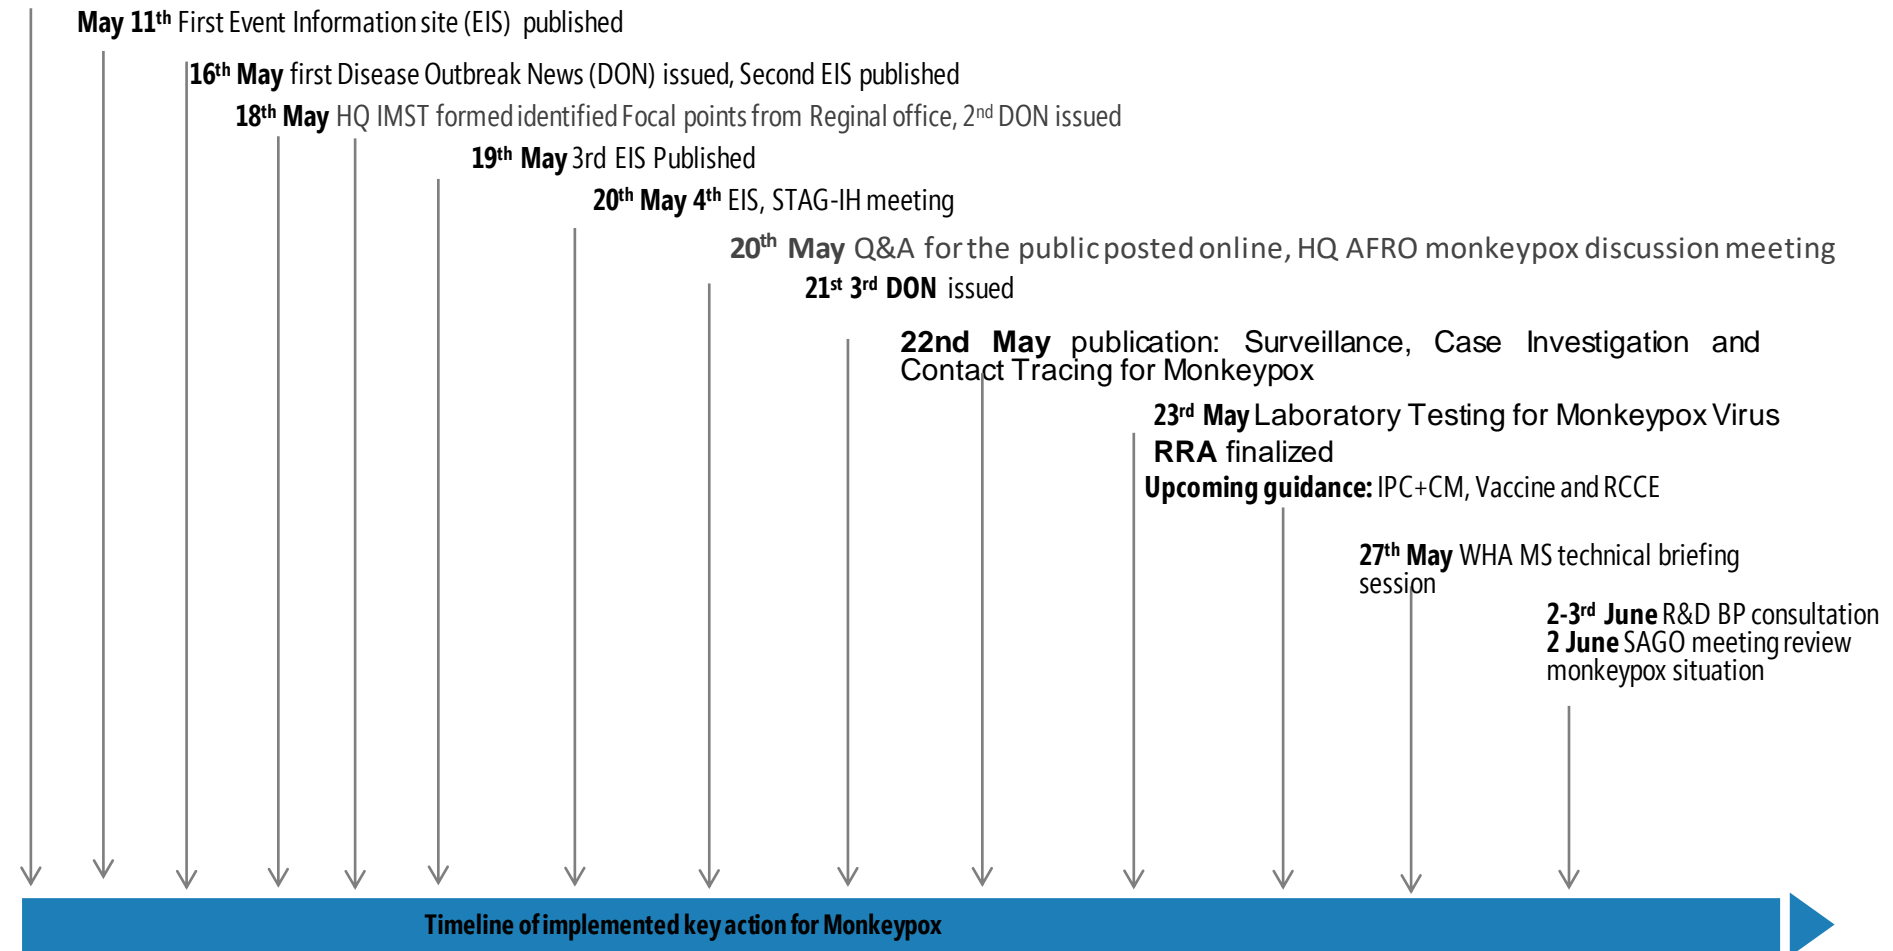 May 11th First Event Information site (EIS) published
16th May first Disease Outbreak News (DON) issued, Second EIS published
18th May HQ IMST formed identified Focal points from Reginal office, 2nd DON issued
19th May 3rd EIS Published
20th May 4th EIS, STAG-IH meeting
20th May Q&A for the public posted online, HQ AFRO monkeypox discussion meeting
21st 3rd DON issued
22nd May publication: Surveillance, Case Investigation and
Contact Tracing for Monkeypox
23rd May Laboratory Testing for Monkeypox Virus
RRA finalized
Upcoming guidance: IPC+CM, Vaccine and RCCE
27th May WHA MS technical briefing
session
2-3rd June R&D BP consultation
2 June SAGO meeting review
monkeypox situation
Timeline of implemented key action for Monkeypox